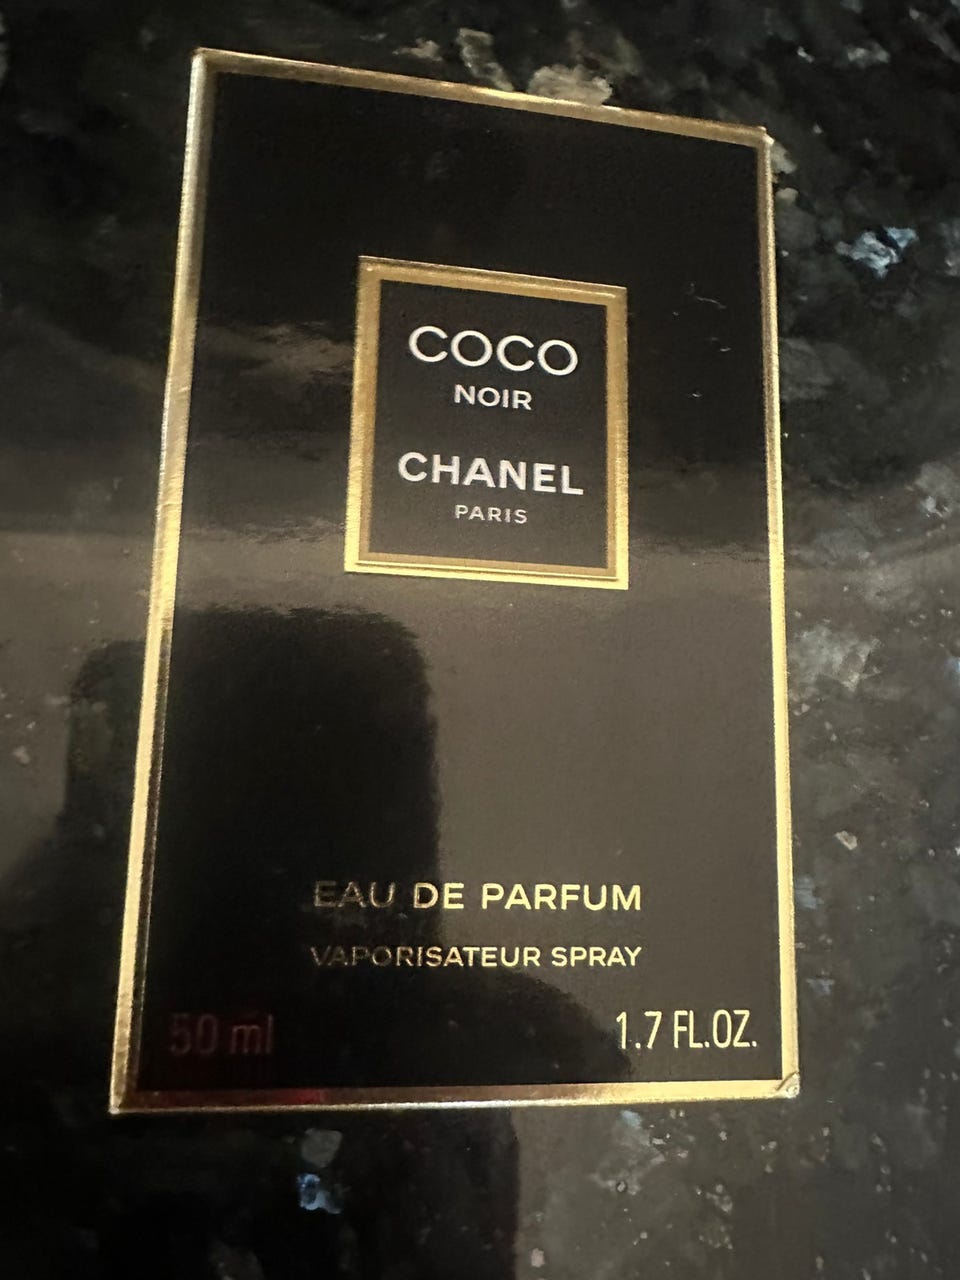 COCO
NOIR
CHANEL
PARIS
EAU DE PARFUM
VAPORISATEUR SPRAY
50 ml 1.7 FL.OZ.